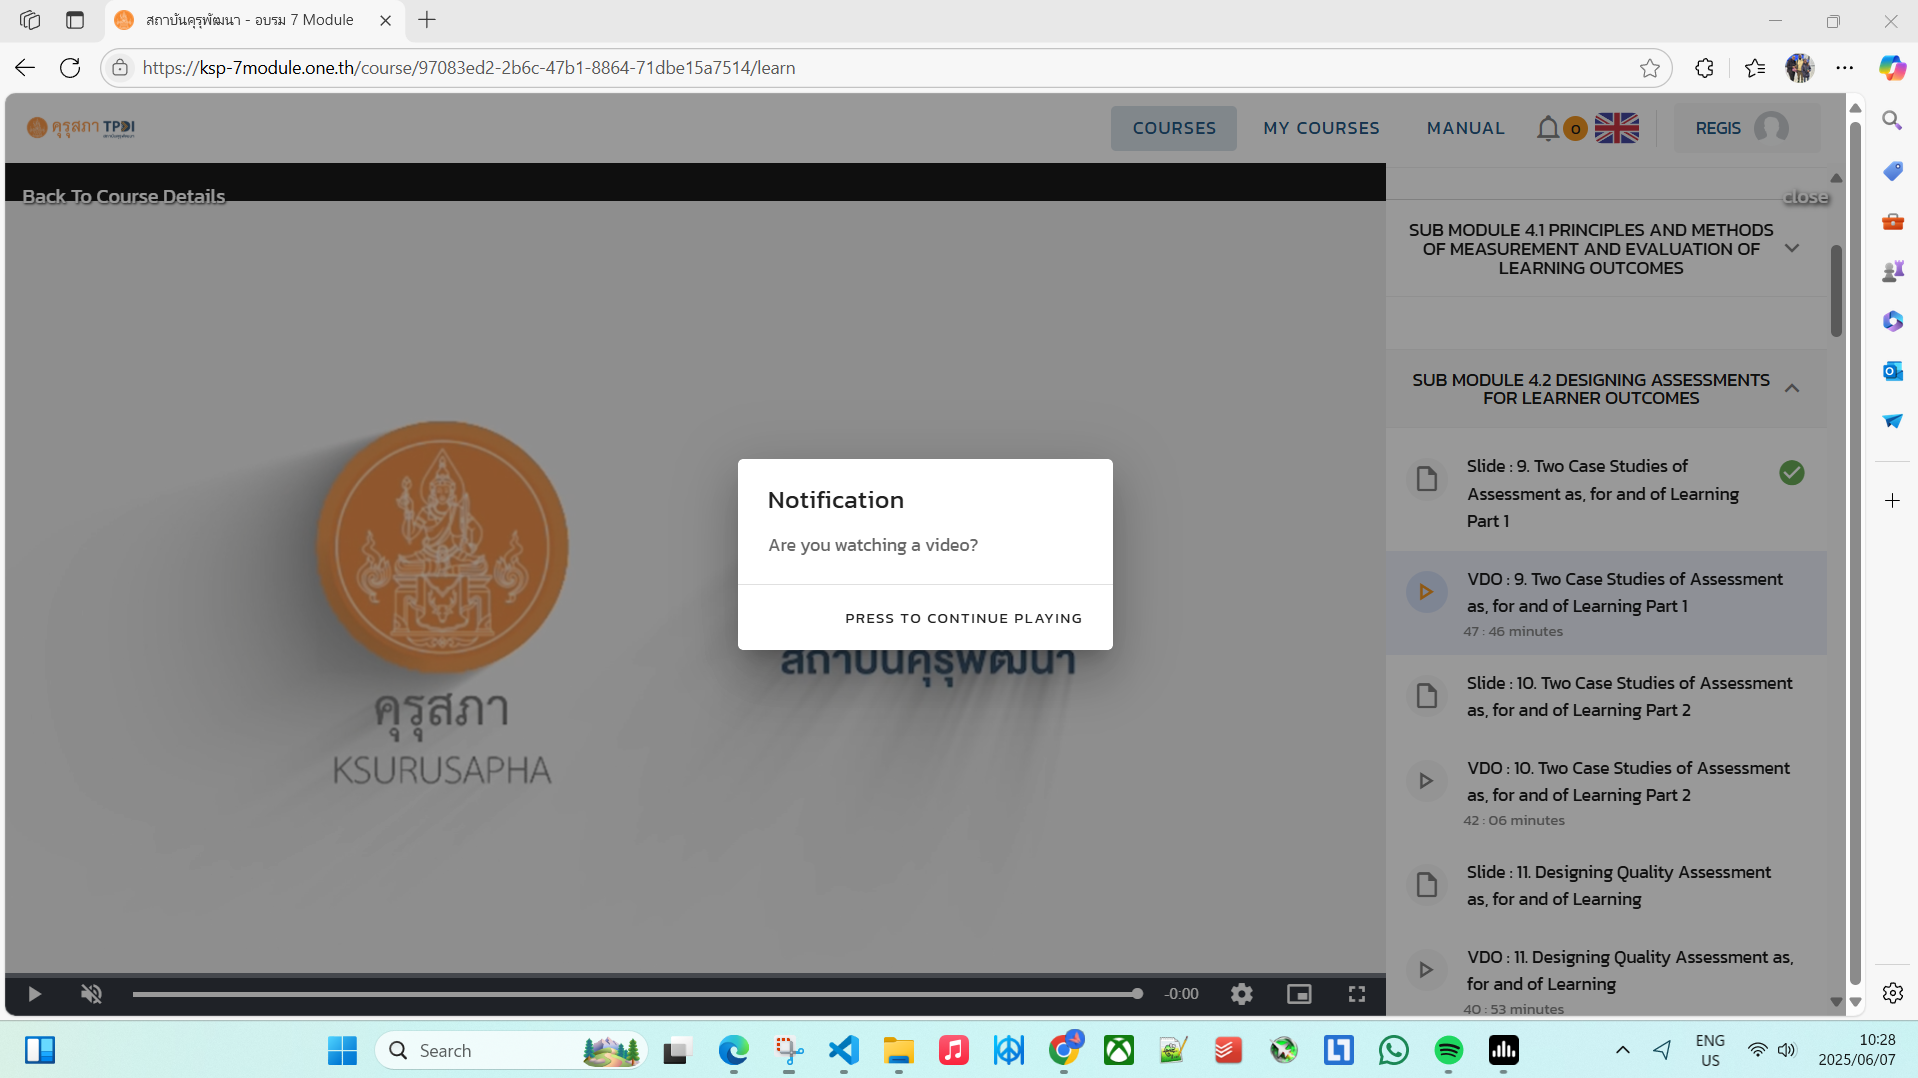 สถาบันคุรุพัฒนา - อบรม 7 Module
https://ksp-7module.one.th/course/97083ed2-2b6c-47b1-8864-71dbe15a7514/learn
คุรุสภา TPDI
COURSES
MY COURSES
MANUAL
0
REGIS
Back To Course Details
close
SUB MODULE 4.1 PRINCIPLES AND METHODS
OF MEASUREMENT AND EVALUATION OF
LEARNING OUTCOMES
SUB MODULE 4.2 DESIGNING ASSESSMENTS
FOR LEARNER OUTCOMES
Slide : 9. Two Case Studies of
Assessment as, for and of Learning
Part 1
VDO : 9. Two Case Studies of Assessment
as, for and of Learning Part 1
47 : 46 minutes
Slide : 10. Two Case Studies of Assessment
as, for and of Learning Part 2
VDO : 10. Two Case Studies of Assessment
as, for and of Learning Part 2
42 : 06 minutes
Slide : 11. Designing Quality Assessment
as, for and of Learning
VDO : 11. Designing Quality Assessment as,
for and of Learning
40 : 53 minutes
Notification
Are you watching a video?
PRESS TO CONTINUE PLAYING
สถาบันคุรุพัฒนา
คุรุสภา
KSURUSAPHA
-0:00
Search
ENG
US
10:28
2025/06/07